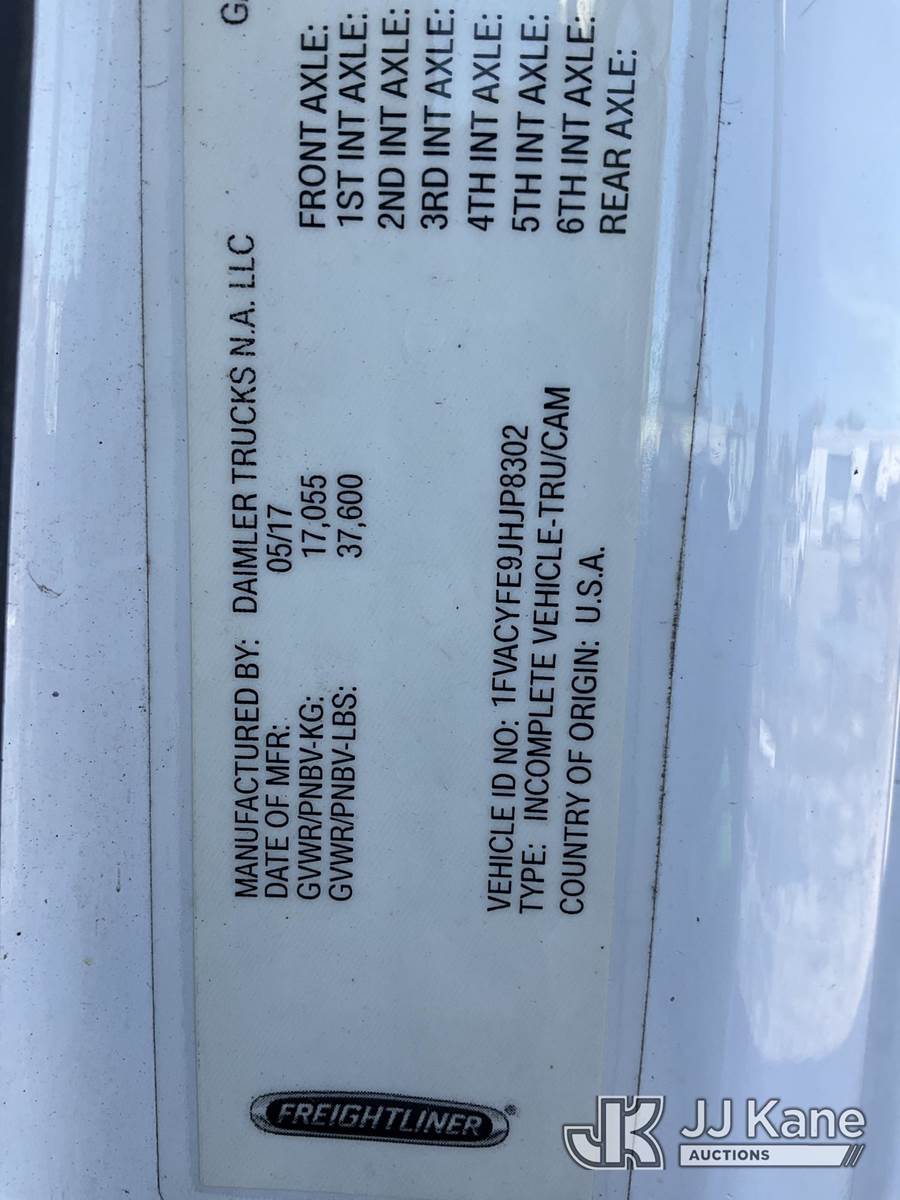 MANUFACTURED BY: DAIMLER TRUCKS N.A. LLC
DATE OF MFR: 05/17
GVWR/PNBV-KG: 17,055
GVWR/PNBV-LBS: 37,600
VEHICLE ID NO: 1FVACYFE9JHJP8302
TYPE: INCOMPLETE VEHICLE-TRU/CAM
COUNTRY OF ORIGIN: U.S.A.
FRONT AXLE:
1ST INT AXLE:
2ND INT AXLE:
3RD INT AXLE:
4TH INT AXLE:
5TH INT AXLE:
6TH INT AXLE:
REAR AXLE:
FREIGHTLINER®
JK JJ Kane
AUCTIONS